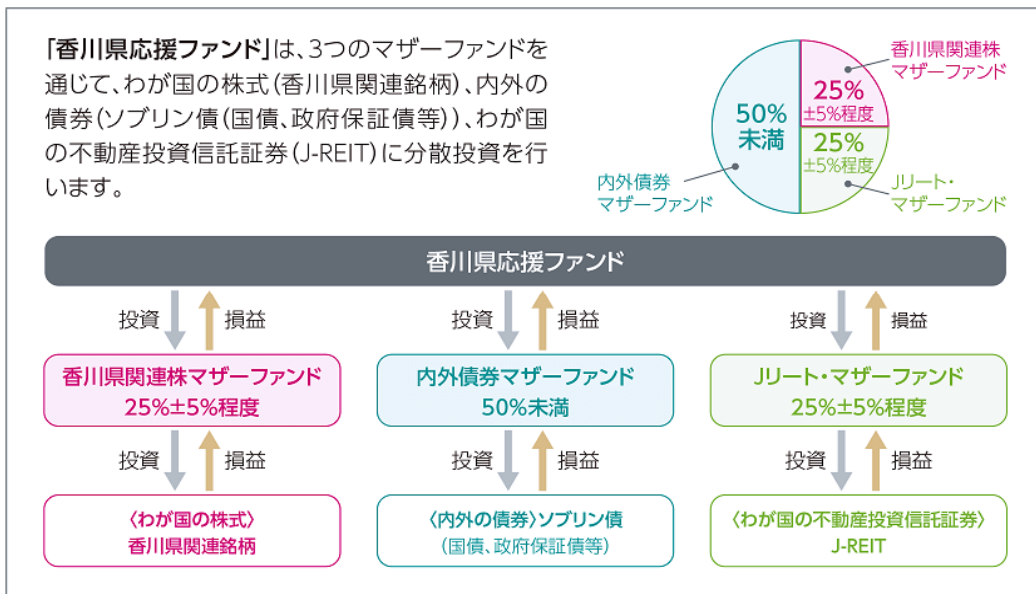 「香川県応援ファンド」は、3つのマザーファンドを
通じて、わが国の株式(香川県関連銘柄)、内外の
債券(ソブリン債(国債、政府保証債等))、わが国
の不動産投資信託証券(J-REIT)に分散投資を行
います。
香川県関連株
マザーファンド
25%
±5%程度
50%
未満
25%
±5%程度
内外債券
マザーファンド
Jリート・
マザーファンド
香川県応援ファンド
投資 損益 投資 損益 投資 損益
香川県関連株マザーファンド
25%±5%程度
内外債券マザーファンド
50%未満
Jリート・マザーファンド
25%±5%程度
投資 損益 投資 損益 投資 損益
〈わが国の株式〉
香川県関連銘柄
〈内外の債券〉ソブリン債
(国債、政府保証債等)
〈わが国の不動産投資信託証券〉
J-REIT